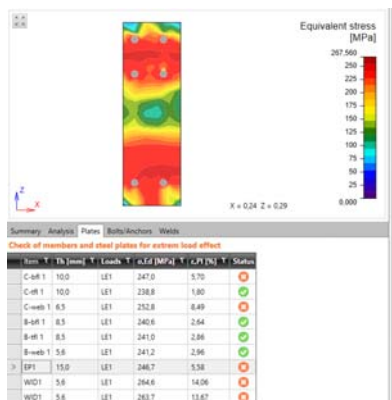 Equivalent stress
[MPa]
267,560
250
225
200
175
150
125
100
75
50
25
0,000
Z
X
X = 0,24 Z = 0,29
Summary Analysis Plates Bolts/Anchors Welds
Check of members and steel plates for extrem load effect
Item Th [mm] Loads σ,Ed [MPa] ε,Pl [%] Status
C-bfl 1 10,0 LE1 247,0 5,70
C-tfl 1 10,0 LE1 238,8 1,80
C-web 1 6,5 LE1 252,8 8,49
B-bfl 1 8,5 LE1 240,6 2,64
B-tfl 1 8,5 LE1 241,0 2,86
B-web 1 5,6 LE1 241,2 2,96
> EP1 15,0 LE1 246,7 5,58
WID1 5,6 LE1 264,6 14,06
WID1 5,6 LE1 263,7 13,67